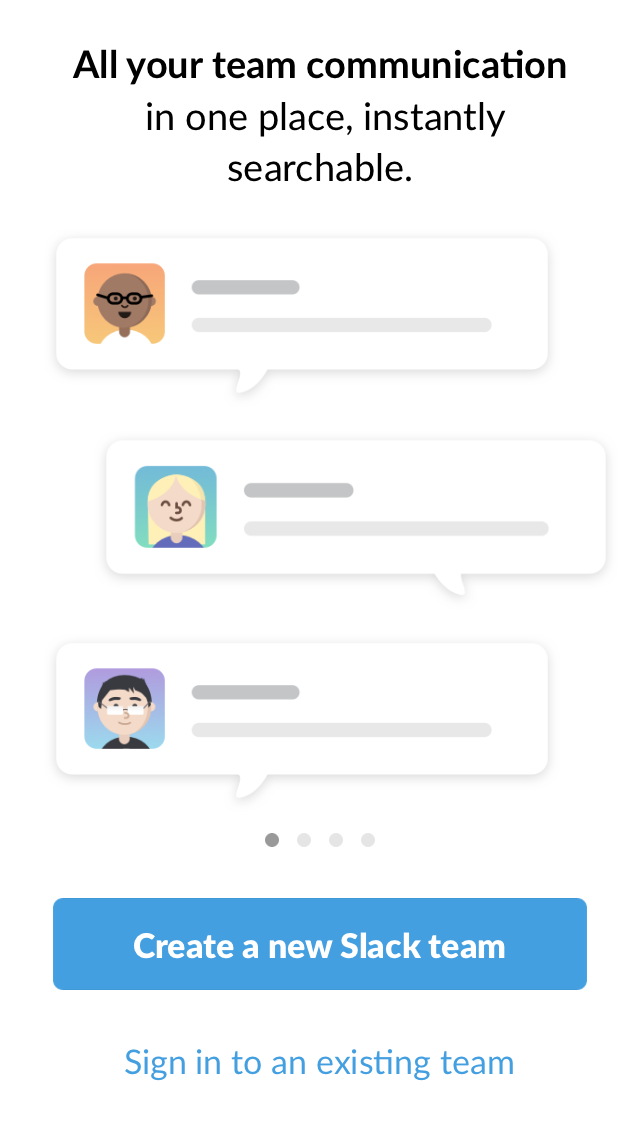 All your team communication
in one place, instantly
searchable.
Create a new Slack team
Sign in to an existing team